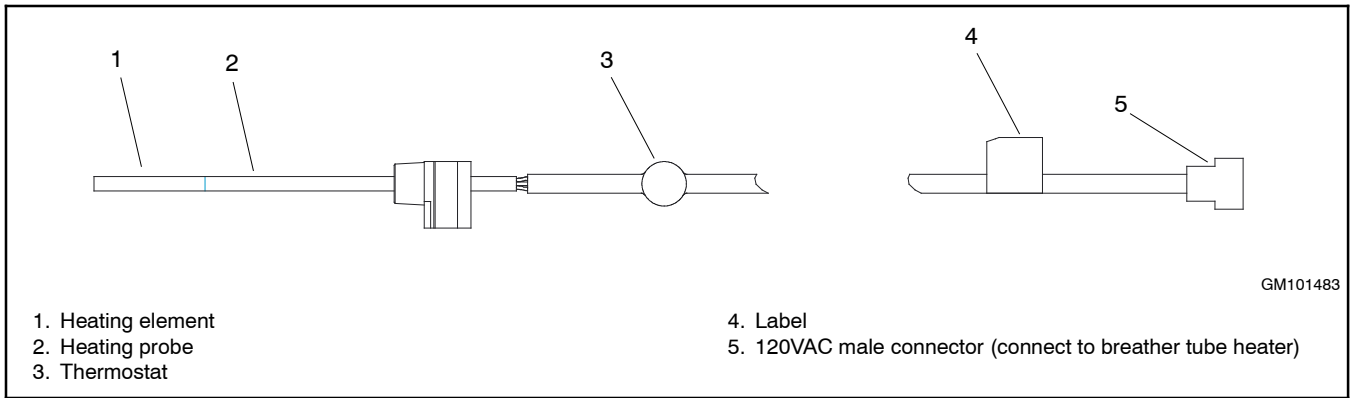 1
2
3
4
5
GM101483
1. Heating element
2. Heating probe
3. Thermostat
4. Label
5. 120VAC male connector (connect to breather tube heater)